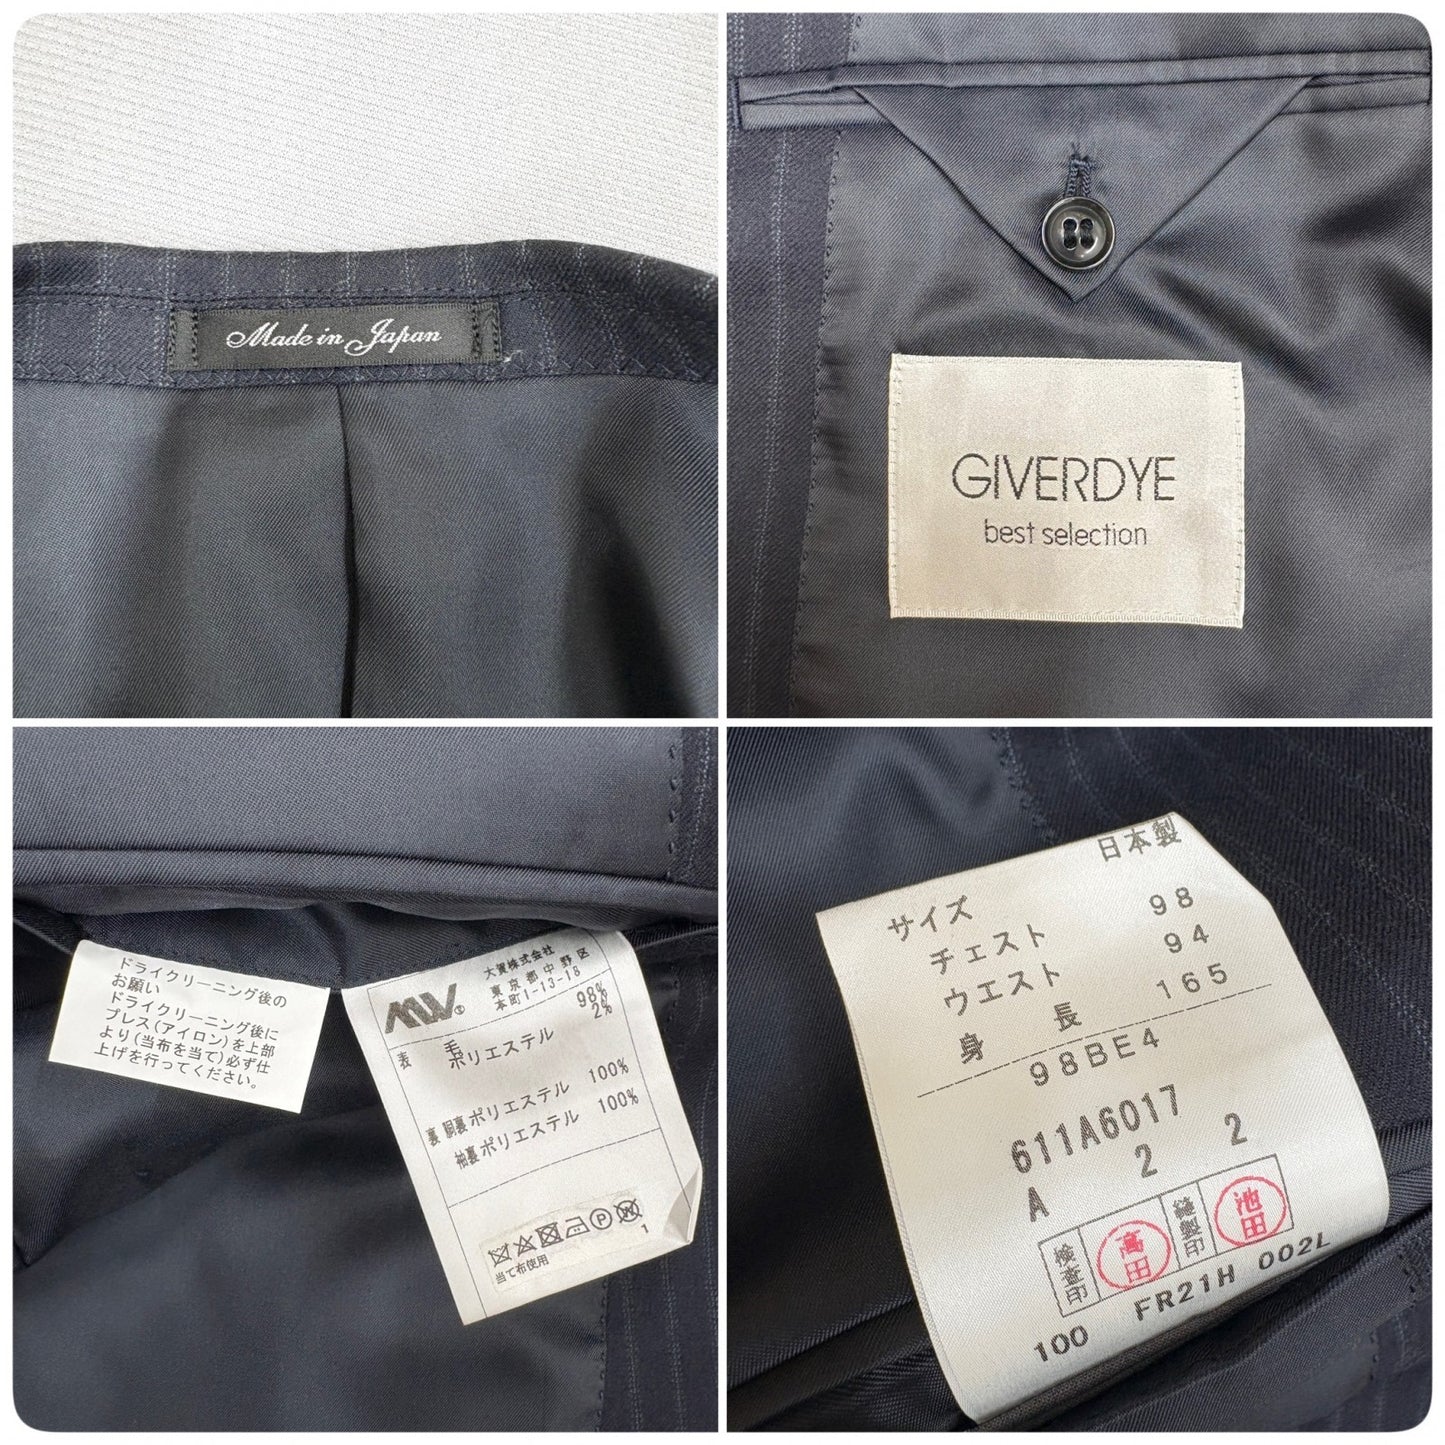 Made in Japan
GIVERDYE
best selection
ドライクリーニング後の
お願い
ドライクリーニング後に
プレス(アイロン)を上部
より(当布を当て)必ず仕
上げを行ってください。
MW
大賀株式会社
東京都中野区
本町1-13-18
表 毛 98%
ポリエステル 2%
裏 胴裏ポリエステル 100%
袖裏ポリエステル 100%
当て布使用
1
日本製
サイズ
チェスト 98
ウエスト 94
身 長 165
98BE4
611A6017
A 2 2
検査印 高田 縫製印 池田
100 FR21H 002L